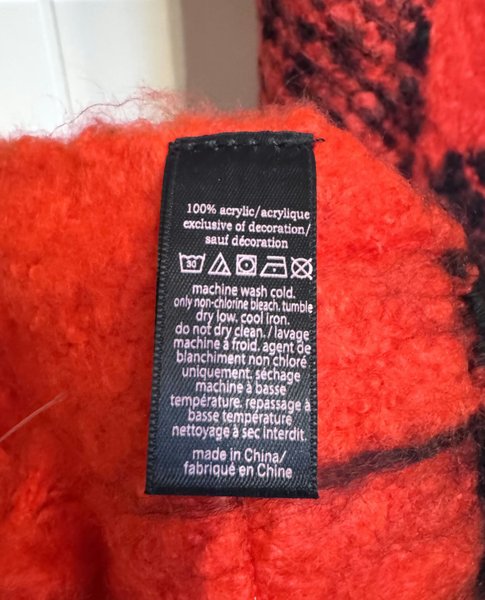 100% acrylic/acrylique
exclusive of decoration/
sauf décoration
30
machine wash cold.
only non-chlorine bleach. tumble
dry low. cool iron.
do not dry clean./lavage
machine à froid. agent de
blanchiment non chloré
uniquement. séchage
machine à basse
température. repassage à
basse température
nettoyage à sec interdit.
made in China/
fabriqué en Chine